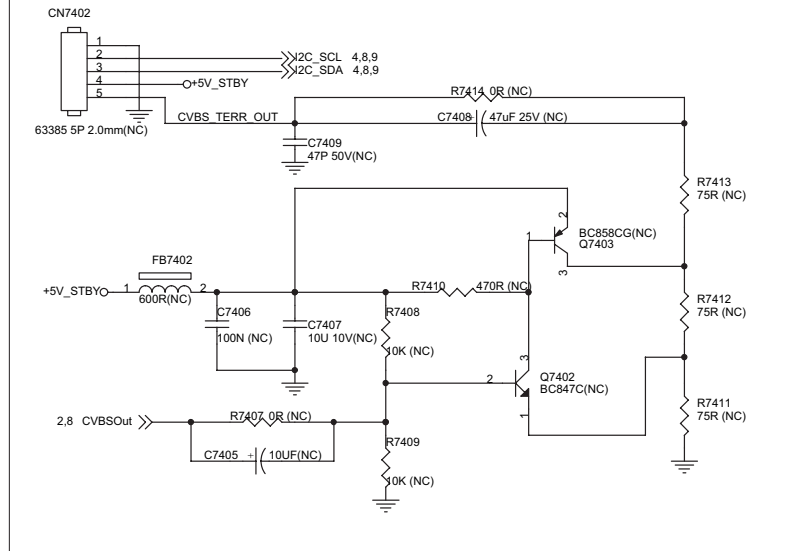 CN7402
1
2
3
4
5
I2C_SCL 4,8,9
I2C_SDA 4,8,9
+5V_STBY
63385 5P 2.0mm(NC)
CVBS_TERR_OUT
R7414 0R (NC)
C7408 + 47uF 25V (NC)
C7409
47P 50V(NC)
R7413
75R (NC)
2
1
3
BC858CG(NC)
Q7403
FB7402
+5V_STBY 1 2
600R(NC)
R7410 470R (NC)
R7412
75R (NC)
C7406
100N (NC)
C7407
10U 10V(NC)
R7408
10K (NC)
3
2
1
Q7402
BC847C(NC)
R7411
75R (NC)
2,8 CVBSOut
R7407 0R (NC)
C7405 + 10UF(NC)
R7409
10K (NC)